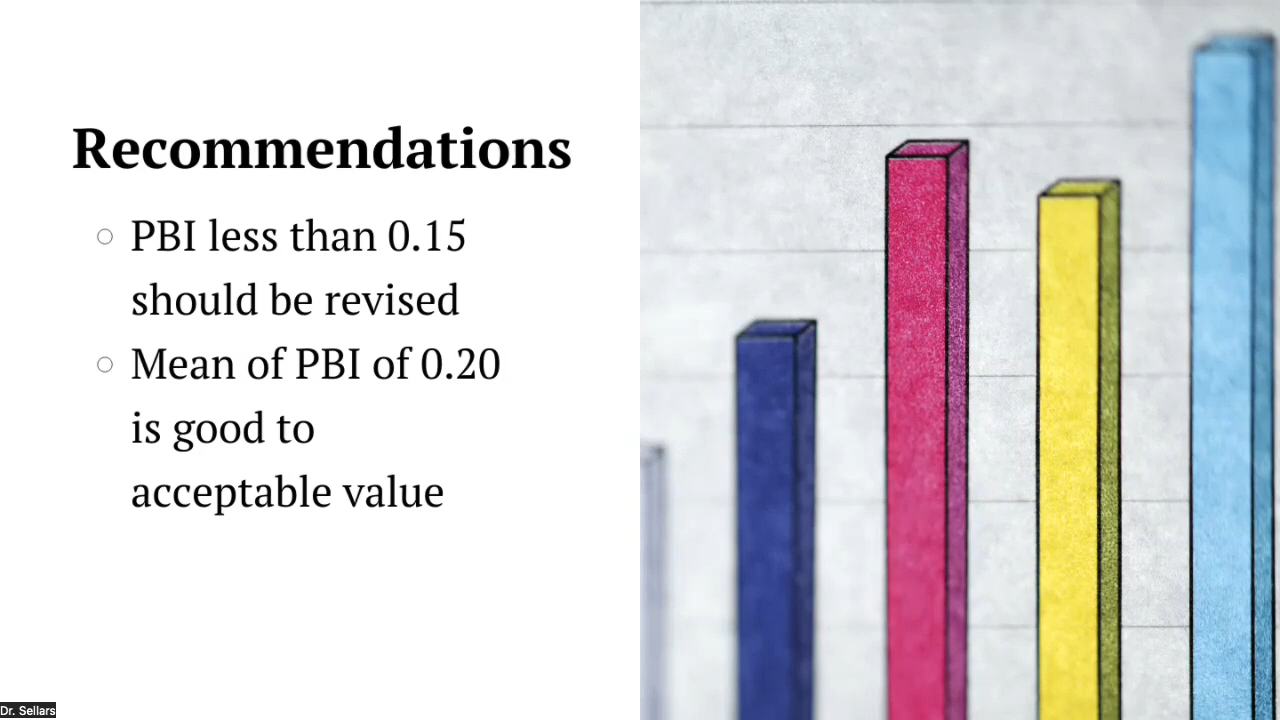 Recommendations
PBI less than 0.15
should be revised
Mean of PBI of 0.20
is good to
acceptable value
Dr. Sellars